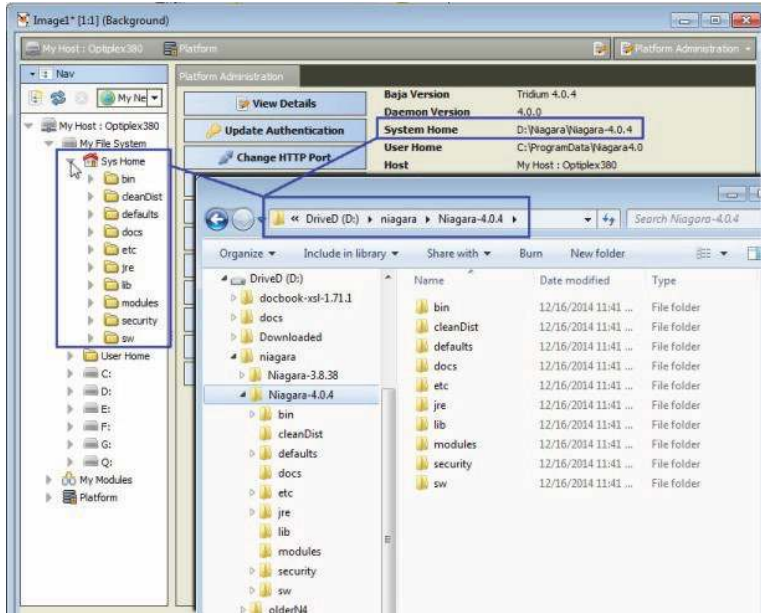 Image1* [1:1] (Background)
My Host : Optiplex380
Platform
Platform Administration
Nav
My Ne
My Host : Optiplex380
My File System
Sys Home
bin
cleanDist
defaults
docs
etc
jre
lib
modules
security
sw
User Home
C:
D:
E:
F:
G:
Q:
My Modules
Platform
Platform Administration
View Details
Update Authentication
Change HTTP Port
Baja Version Tridium 4.0.4
Daemon Version 4.0.0
System Home D:\Niagara\Niagara-4.0.4
User Home C:\ProgramData\Niagara4.0
Host My Host : Optiplex380
« DriveD (D:) niagara Niagara-4.0.4
Search Niagara-4.0.4
Organize Include in library Share with Burn New folder
DriveD (D:)
docbook-xsl-1.71.1
docs
Downloaded
niagara
Niagara-3.8.38
Niagara-4.0.4
bin
cleanDist
defaults
docs
etc
jre
lib
modules
security
sw
olderN4
Name Date modified Type
bin 12/16/2014 11:41 ... File folder
cleanDist 12/16/2014 11:41 ... File folder
defaults 12/16/2014 11:41 ... File folder
docs 12/16/2014 11:41 ... File folder
etc 12/16/2014 11:41 ... File folder
jre 12/16/2014 11:41 ... File folder
lib 12/16/2014 11:41 ... File folder
modules 12/16/2014 11:41 ... File folder
security 12/16/2014 11:41 ... File folder
sw 12/16/2014 11:41 ... File folder